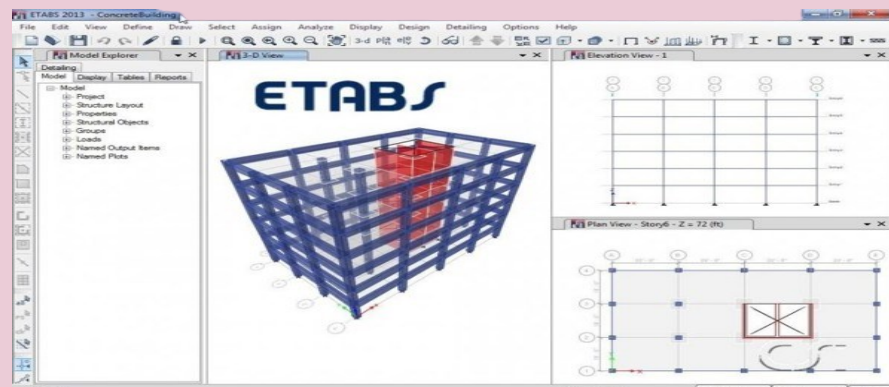 ETABS 2013 - ConcreteBuilding
File Edit View Define Draw Select Assign Analyze Display Design Detailing Options Help
3-d
Model Explorer
Detailing
Model Display Tables Reports
Model
Project
Structure Layout
Properties
Structural Objects
Groups
Loads
Named Output Items
Named Plots
3-D View
ETABS
Elevation View - 1
Plan View - Story6 - Z = 72 (ft)
CSI